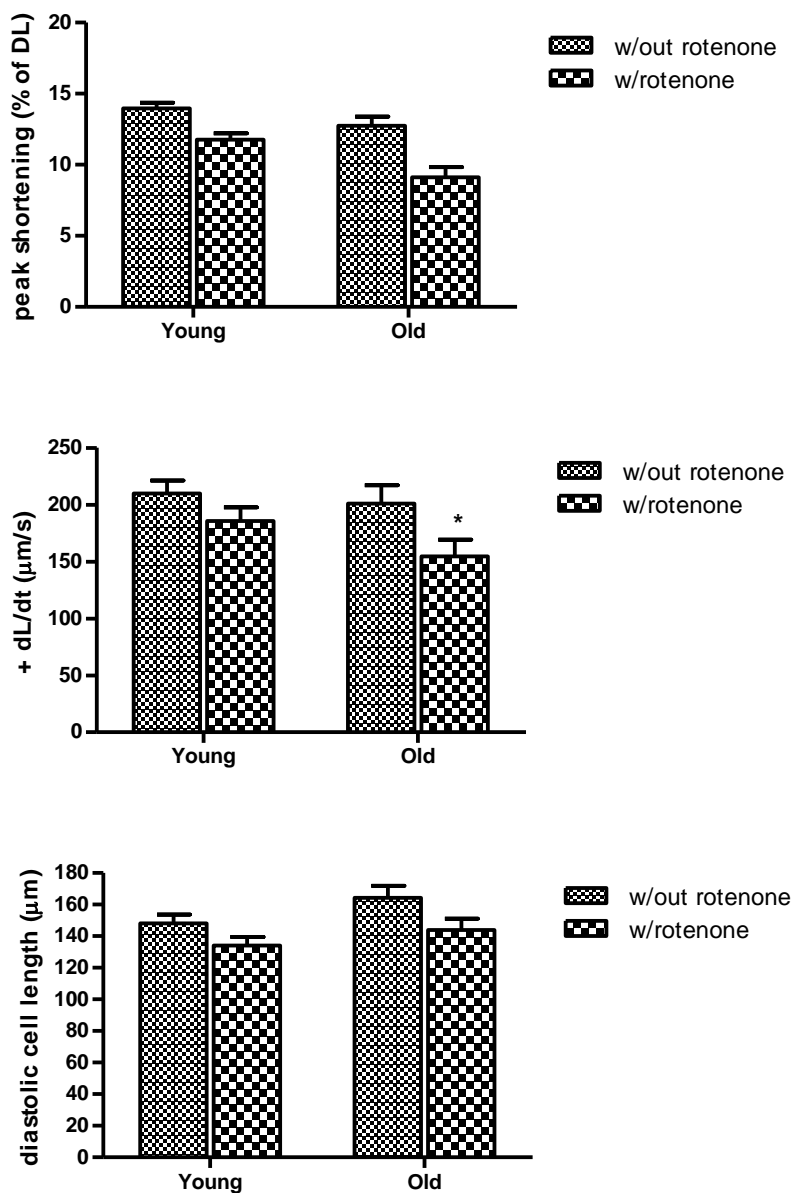 peak shortening (% of DL)
20
15
10
5
0
Young Old
w/out rotenone
w/rotenone
+ dL/dt (μm/s)
250
200
150
100
50
0
*
Young Old
w/out rotenone
w/rotenone
diastolic cell length (μm)
180
160
140
120
100
80
60
40
20
0
Young Old
w/out rotenone
w/rotenone